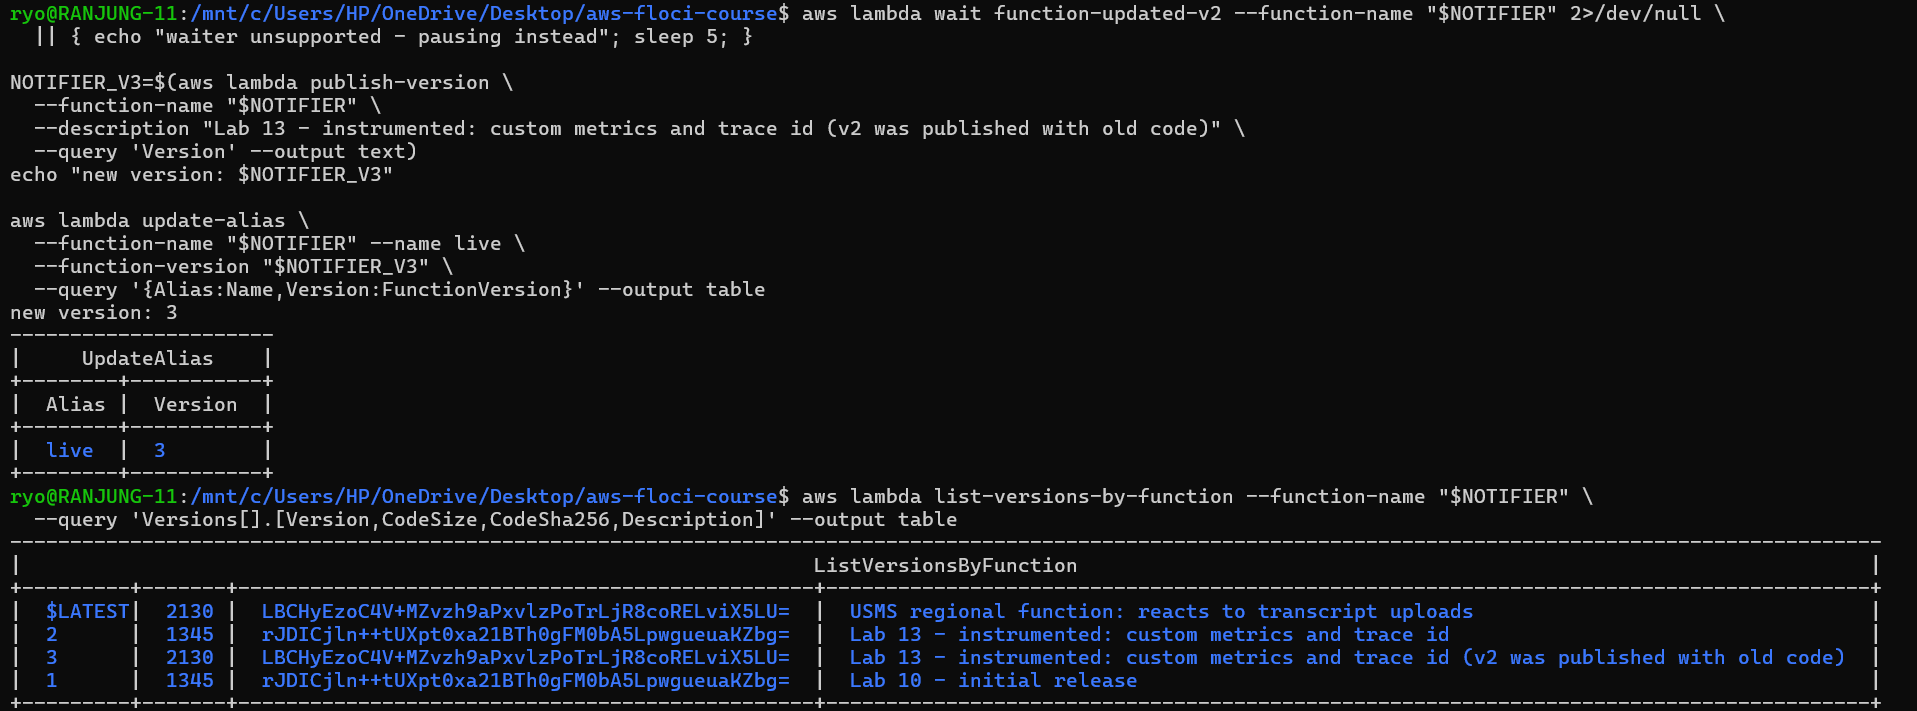 ryo@RANJUNG-11:/mnt/c/Users/HP/OneDrive/Desktop/aws-floci-course$ aws lambda wait function-updated-v2 --function-name "$NOTIFIER" 2>/dev/null \
  || { echo "waiter unsupported - pausing instead"; sleep 5; }

NOTIFIER_V3=$(aws lambda publish-version \
  --function-name "$NOTIFIER" \
  --description "Lab 13 - instrumented: custom metrics and trace id (v2 was published with old code)" \
  --query 'Version' --output text)
echo "new version: $NOTIFIER_V3"

aws lambda update-alias \
  --function-name "$NOTIFIER" --name live \
  --function-version "$NOTIFIER_V3" \
  --query '{Alias:Name,Version:FunctionVersion}' --output table
new version: 3
----------------------
|     UpdateAlias    |
+--------+-----------+
|  Alias |  Version  |
+--------+-----------+
|  live  |  3        |
+--------+-----------+
ryo@RANJUNG-11:/mnt/c/Users/HP/OneDrive/Desktop/aws-floci-course$ aws lambda list-versions-by-function --function-name "$NOTIFIER" \
  --query 'Versions[].[Version,CodeSize,CodeSha256,Description]' --output table
------------------------------------------------------------------------------------------------------------------------------------------------------------
|                                                                  ListVersionsByFunction                                                                  |
+---------+-------+------------------------------------------------+---------------------------------------------------------------------------------------+
|  $LATEST|  2130 |  LBCHyEzoC4V+MZvzh9aPxvlzPoTrLjR8coRELviX5LU=  |  USMS regional function: reacts to transcript uploads                                 |
|  2      |  1345 |  rJDICjln++tUXpt0xa21BTh0gFM0bA5LpwgueuaKZbg=  |  Lab 13 - instrumented: custom metrics and trace id                                   |
|  3      |  2130 |  LBCHyEzoC4V+MZvzh9aPxvlzPoTrLjR8coRELviX5LU=  |  Lab 13 - instrumented: custom metrics and trace id (v2 was published with old code)  |
|  1      |  1345 |  rJDICjln++tUXpt0xa21BTh0gFM0bA5LpwgueuaKZbg=  |  Lab 10 - initial release                                                             |
+---------+-------+------------------------------------------------+---------------------------------------------------------------------------------------+